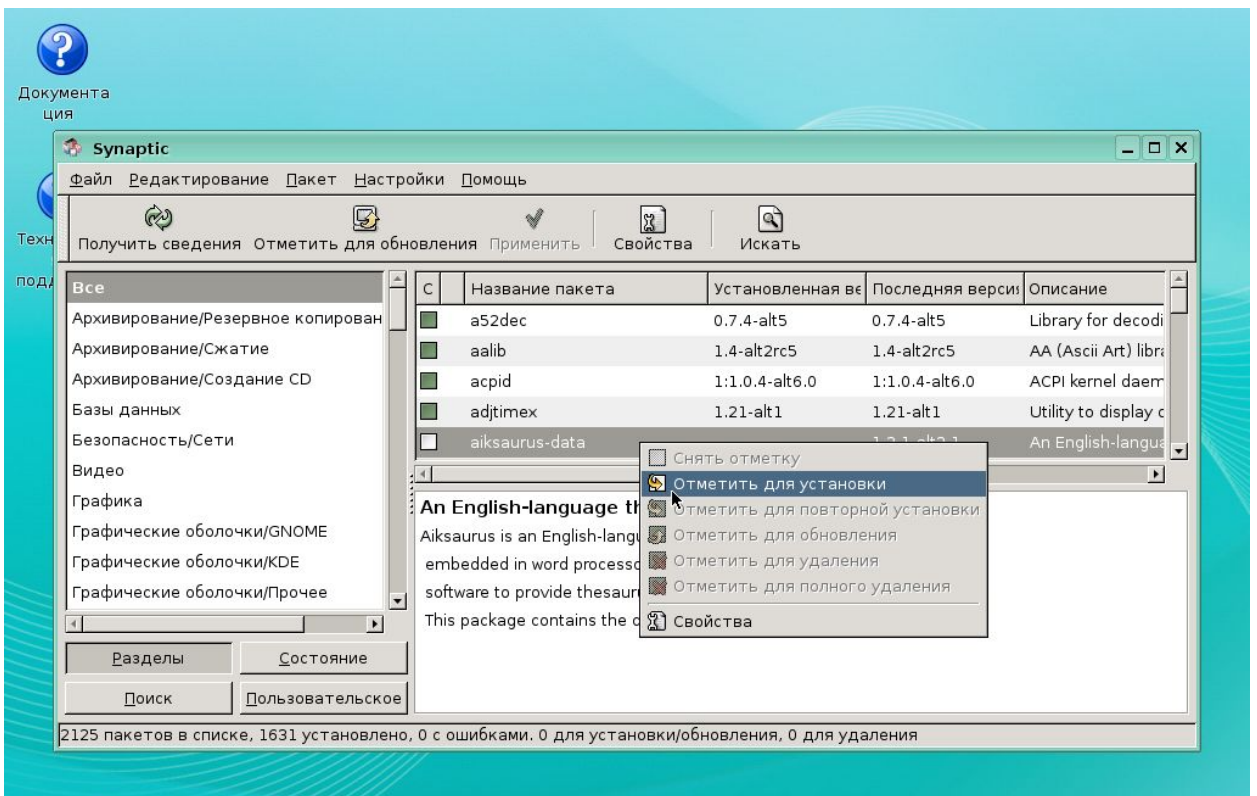 Документа
ция
Техн
подд
Synaptic
Файл Редактирование Пакет Настройки Помощь
Получить сведения Отметить для обновления Применить Свойства Искать
Все
Архивирование/Резервное копирован
Архивирование/Сжатие
Архивирование/Создание CD
Базы данных
Безопасность/Сети
Видео
Графика
Графические оболочки/GNOME
Графические оболочки/KDE
Графические оболочки/Прочее
Разделы Состояние
Поиск Пользовательское
С Название пакета Установленная ве Последняя верси Описание
a52dec 0.7.4-alt5 0.7.4-alt5 Library for decodi
aalib 1.4-alt2rc5 1.4-alt2rc5 AA (Ascii Art) libra
acpid 1:1.0.4-alt6.0 1:1.0.4-alt6.0 ACPI kernel daem
adjtimex 1.21-alt1 1.21-alt1 Utility to display
aiksaurus-data An English-langua
Снять отметку
Отметить для установки
Отметить для повторной установки
Отметить для обновления
Отметить для удаления
Отметить для полного удаления
Свойства
An English-language th
Aiksaurus is an English-langu
embedded in word processo
software to provide thesaur
This package contains the
2125 пакетов в списке, 1631 установлено, 0 с ошибками. 0 для установки/обновления, 0 для удаления